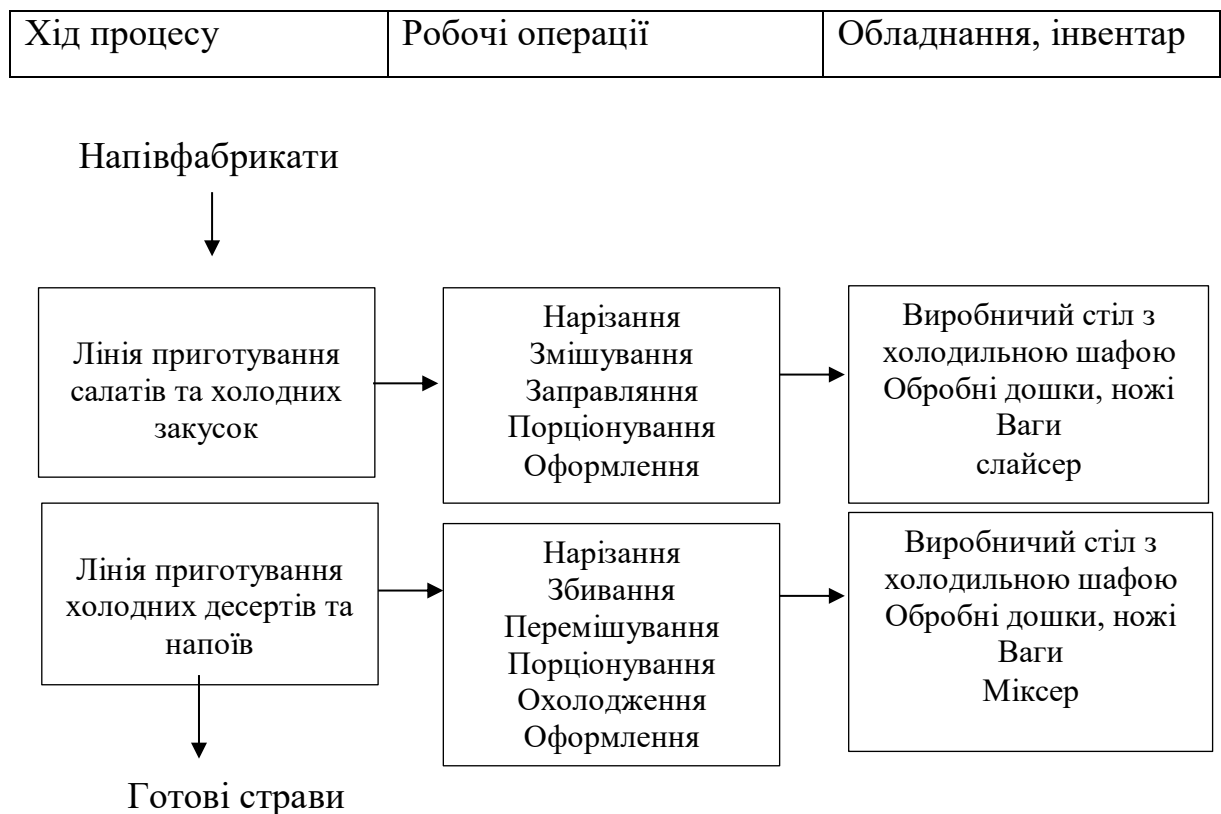 Хід процесу
Робочі операції
Обладнання, інвентар
Напівфабрикати
Лінія приготування
салатів та холодних
закусок
Нарізання
Змішування
Заправляння
Порціонування
Оформлення
Виробничий стіл з
холодильною шафою
Обробні дошки, ножі
Ваги
слайсер
Лінія приготування
холодних десертів та
напоїв
Нарізання
Збивання
Перемішування
Порціонування
Охолодження
Оформлення
Виробничий стіл з
холодильною шафою
Обробні дошки, ножі
Ваги
Міксер
Готові страви